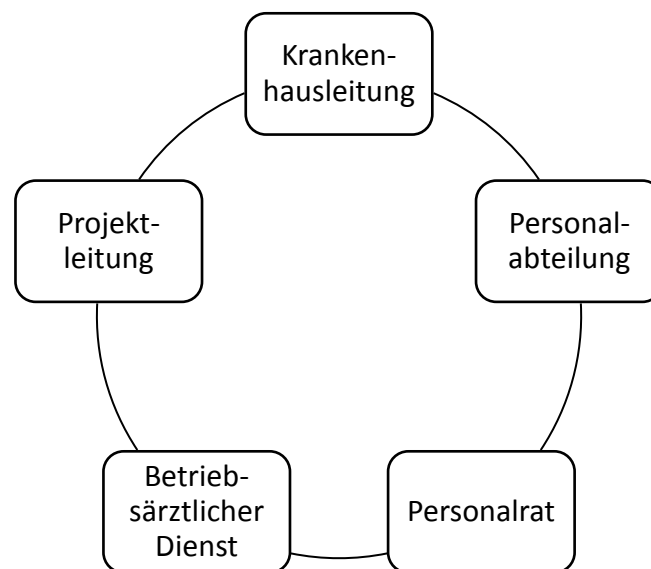 Kranken-
hausleitung
Projekt-
leitung
Personal-
abteilung
Betrieb-
särztlicher
Dienst
Personalrat